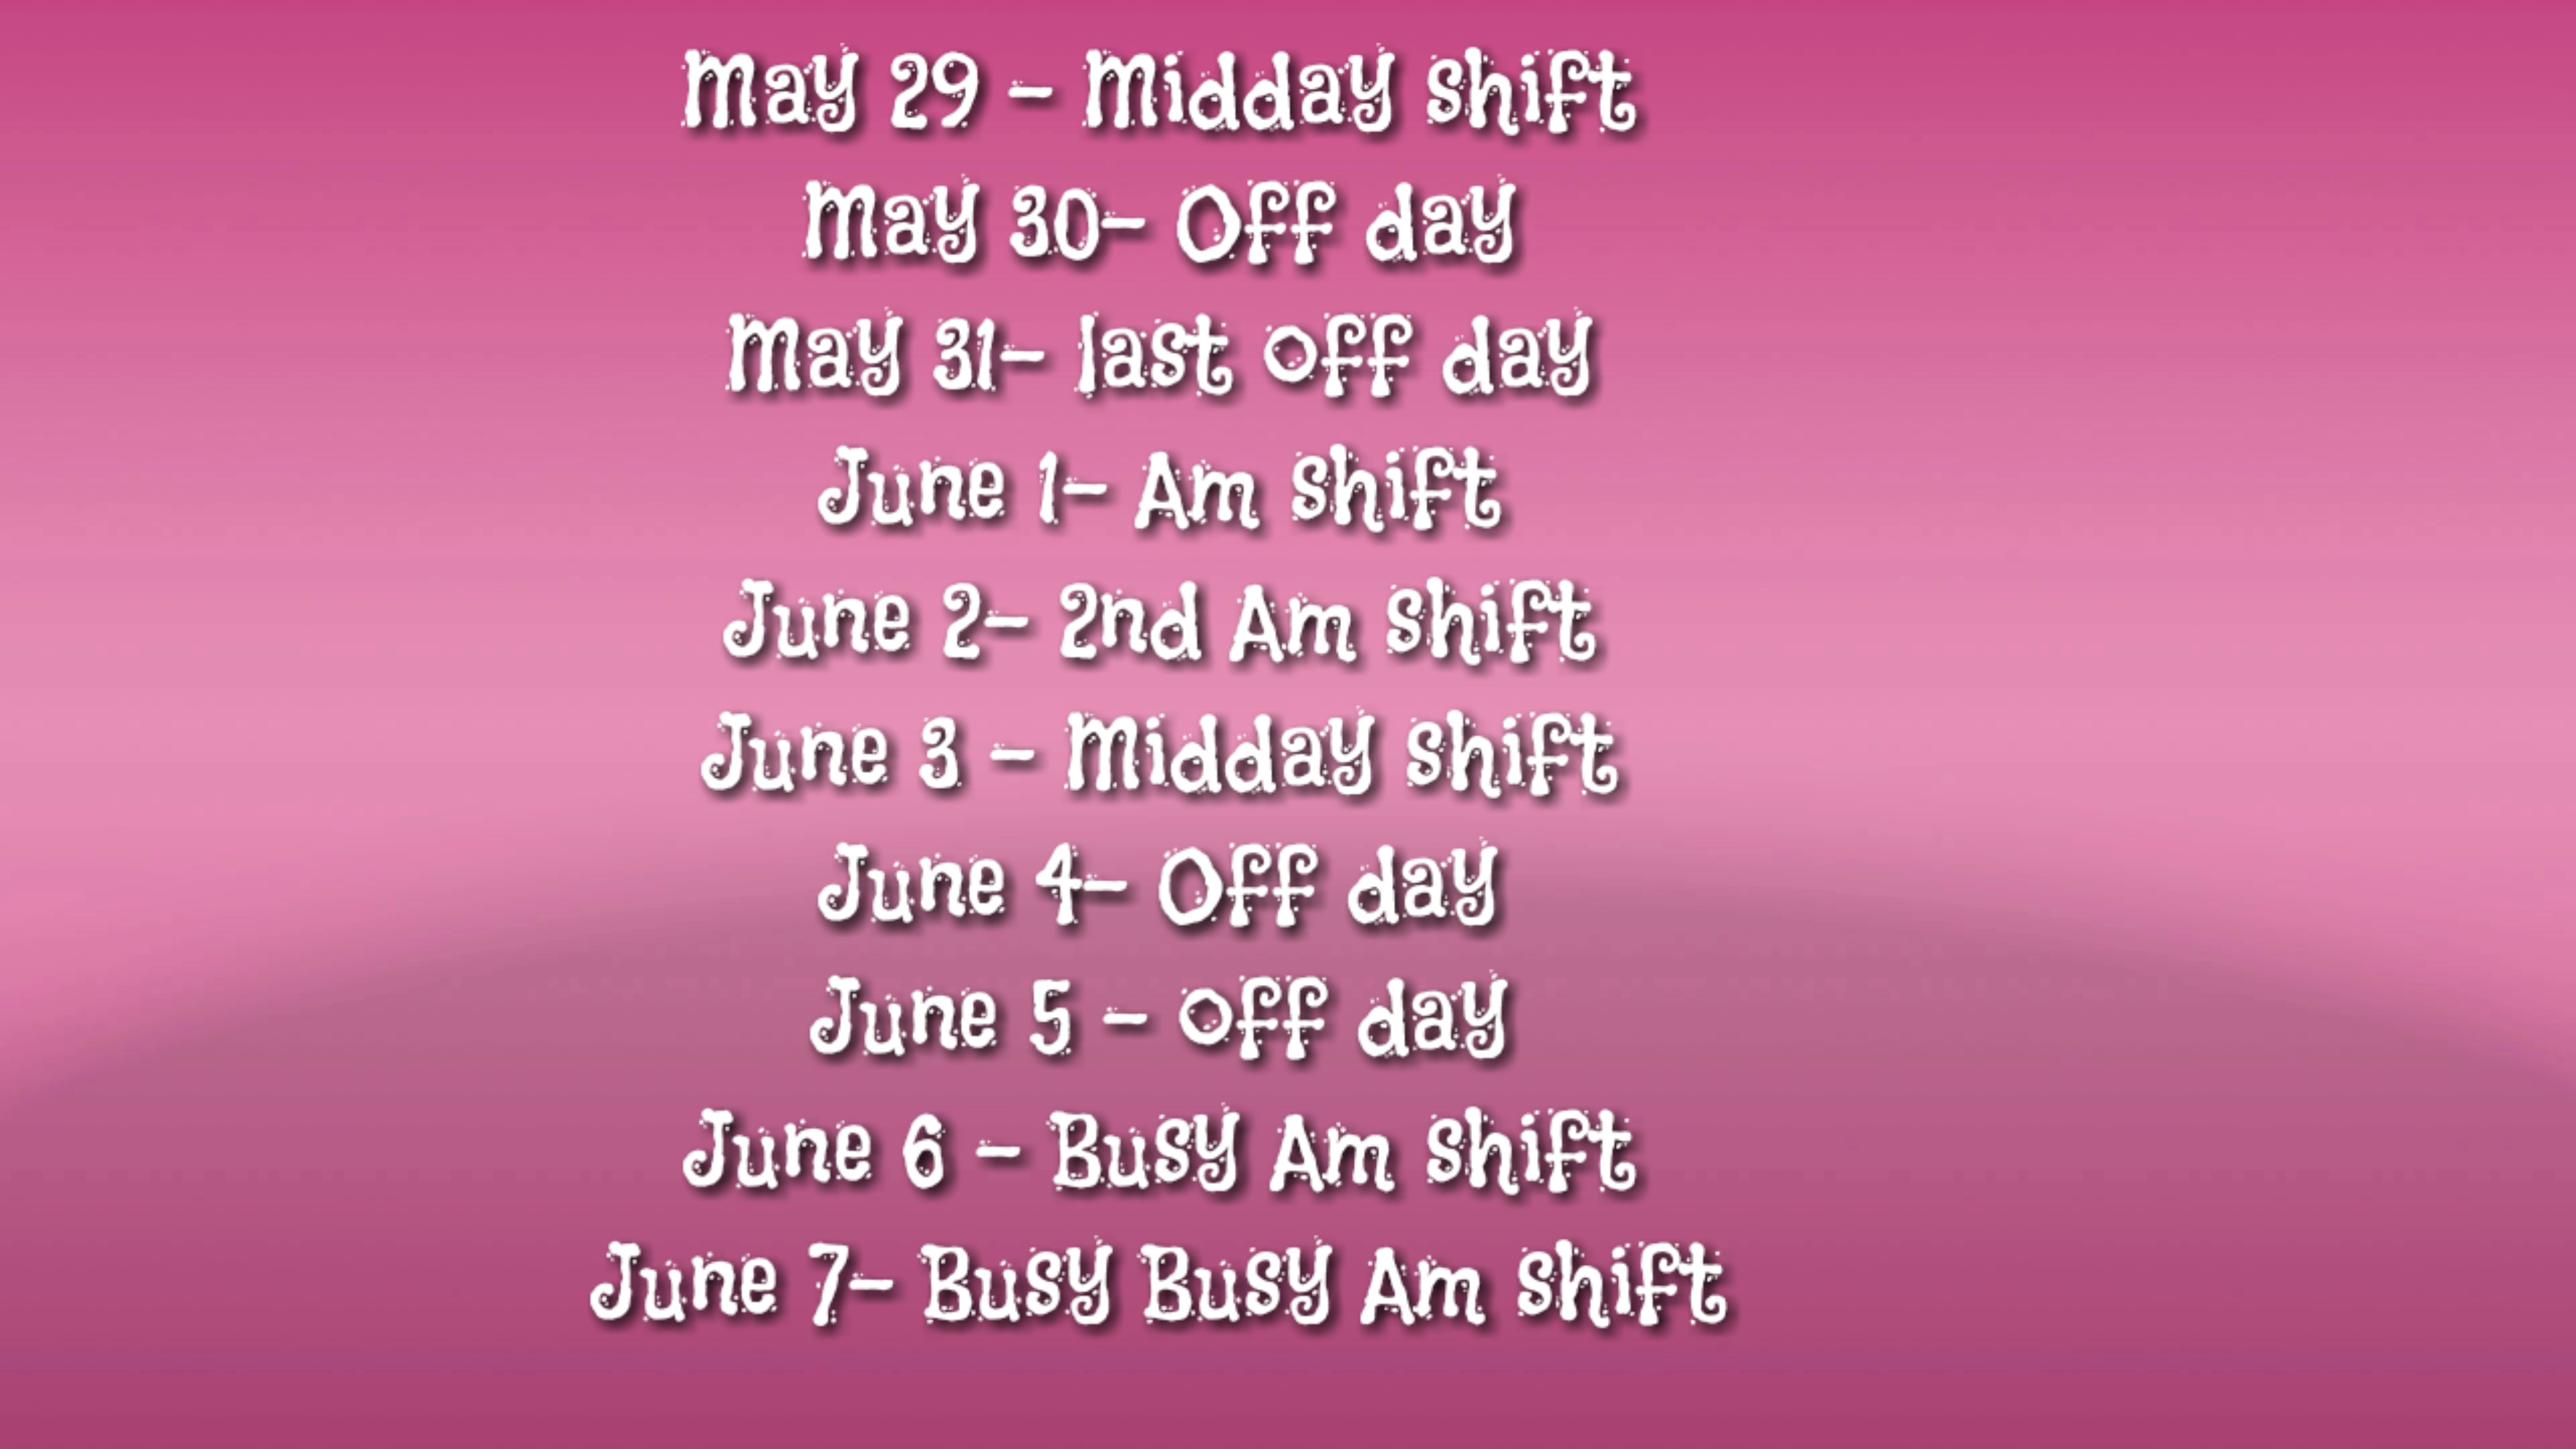 May 29 - Midday shift
May 30- Off day
May 31- last off day
June 1- Am shift
June 2- 2nd Am shift
June 3 - Midday shift
June 4- Off day
June 5 - off day
June 6 - Busy Am shift
June 7- Busy Busy Am shift